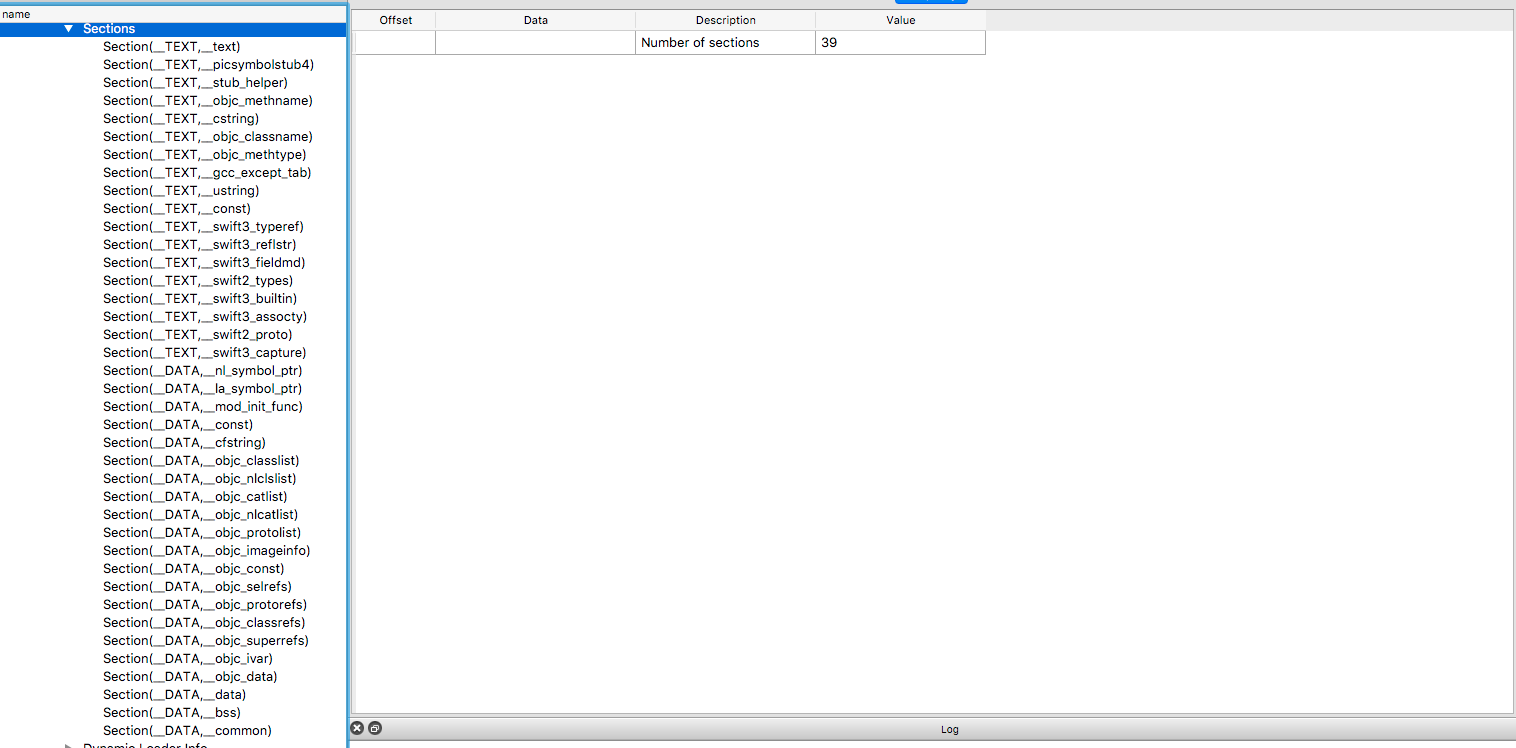 name
Sections
Section(__TEXT,__text)
Section(__TEXT,__picsymbolstub4)
Section(__TEXT,__stub_helper)
Section(__TEXT,__objc_methname)
Section(__TEXT,__cstring)
Section(__TEXT,__objc_classname)
Section(__TEXT,__objc_methtype)
Section(__TEXT,__gcc_except_tab)
Section(__TEXT,__ustring)
Section(__TEXT,__const)
Section(__TEXT,__swift3_typeref)
Section(__TEXT,__swift3_reflstr)
Section(__TEXT,__swift3_fieldmd)
Section(__TEXT,__swift2_types)
Section(__TEXT,__swift3_builtin)
Section(__TEXT,__swift3_assocty)
Section(__TEXT,__swift2_proto)
Section(__TEXT,__swift3_capture)
Section(__DATA,__nl_symbol_ptr)
Section(__DATA,__la_symbol_ptr)
Section(__DATA,__mod_init_func)
Section(__DATA,__const)
Section(__DATA,__cfstring)
Section(__DATA,__objc_classlist)
Section(__DATA,__objc_nlclslist)
Section(__DATA,__objc_catlist)
Section(__DATA,__objc_nlcatlist)
Section(__DATA,__objc_protolist)
Section(__DATA,__objc_imageinfo)
Section(__DATA,__objc_const)
Section(__DATA,__objc_selrefs)
Section(__DATA,__objc_protorefs)
Section(__DATA,__objc_classrefs)
Section(__DATA,__objc_superrefs)
Section(__DATA,__objc_ivar)
Section(__DATA,__objc_data)
Section(__DATA,__data)
Section(__DATA,__bss)
Section(__DATA,__common)
Dynamic Loader Info
Offset Data Description Value
Number of sections 39
Log